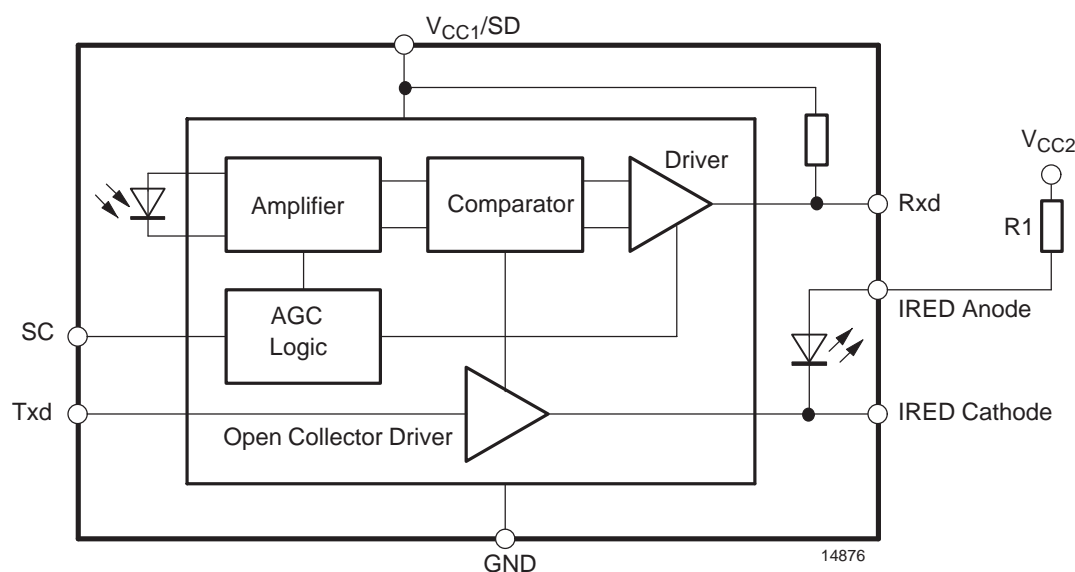 VCC1/SD
Driver
VCC2
Amplifier
Comparator
Rxd
R1
IRED Anode
SC
AGC
Logic
Txd
Open Collector Driver
IRED Cathode
GND
14876